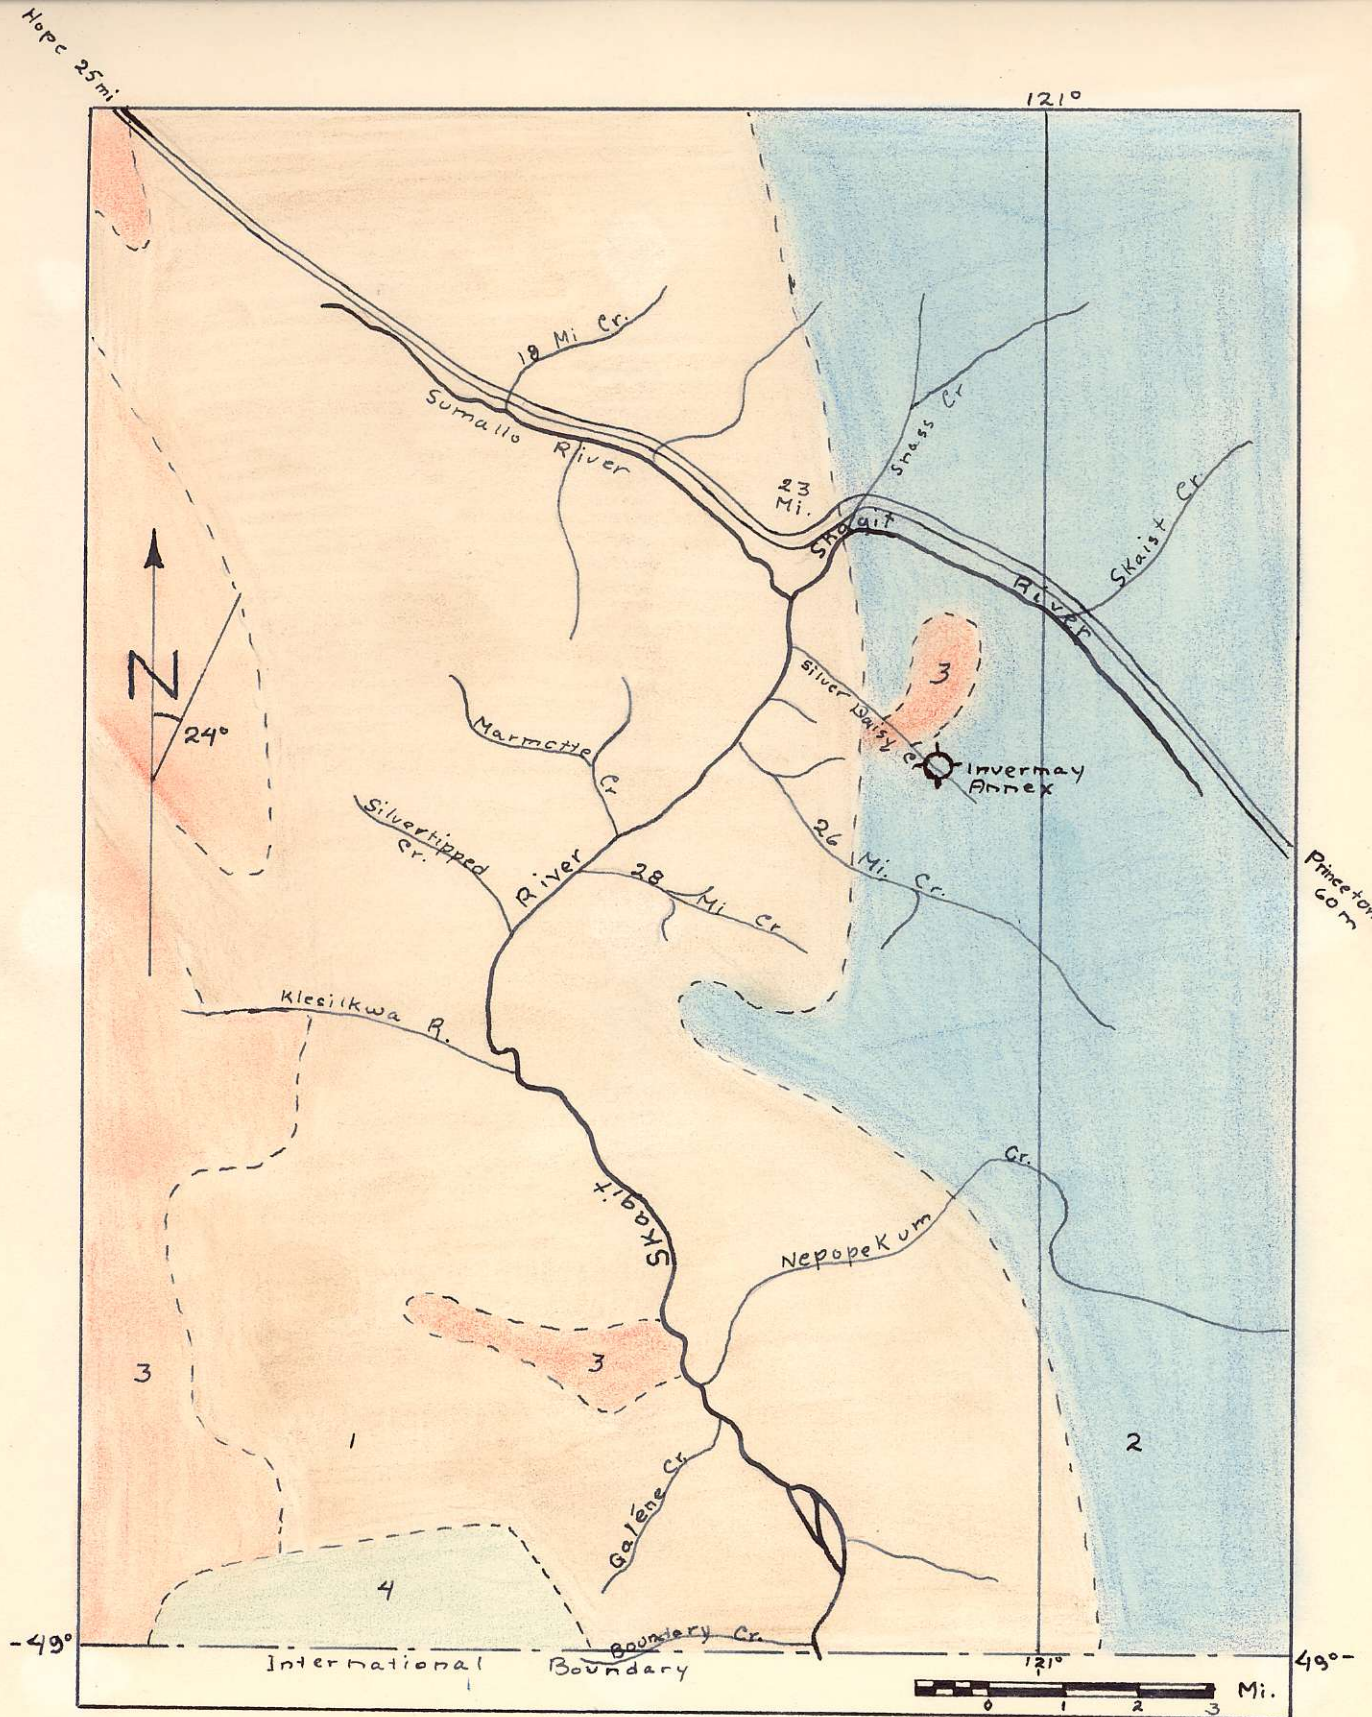 Hope 25 mi
121°
18 Mi Cr.
Sumallo River
23
Mi.
Snass Cr
Skagit River
Skaist Cr.
N
24°
3
Silver Daisy Cr
Invermay
Annex
Marmotte Cr
Silvertipped
Cr.
26 Mi. Cr.
Princeton
60 m
28 Mi Cr
River
Klesilkwa R.
Skagit
Nepopekum Cr.
3
3
1
2
Galéne Cr.
4
-49°
Boundary Cr.
International Boundary
121°
49°-
0 1 2 3 Mi.